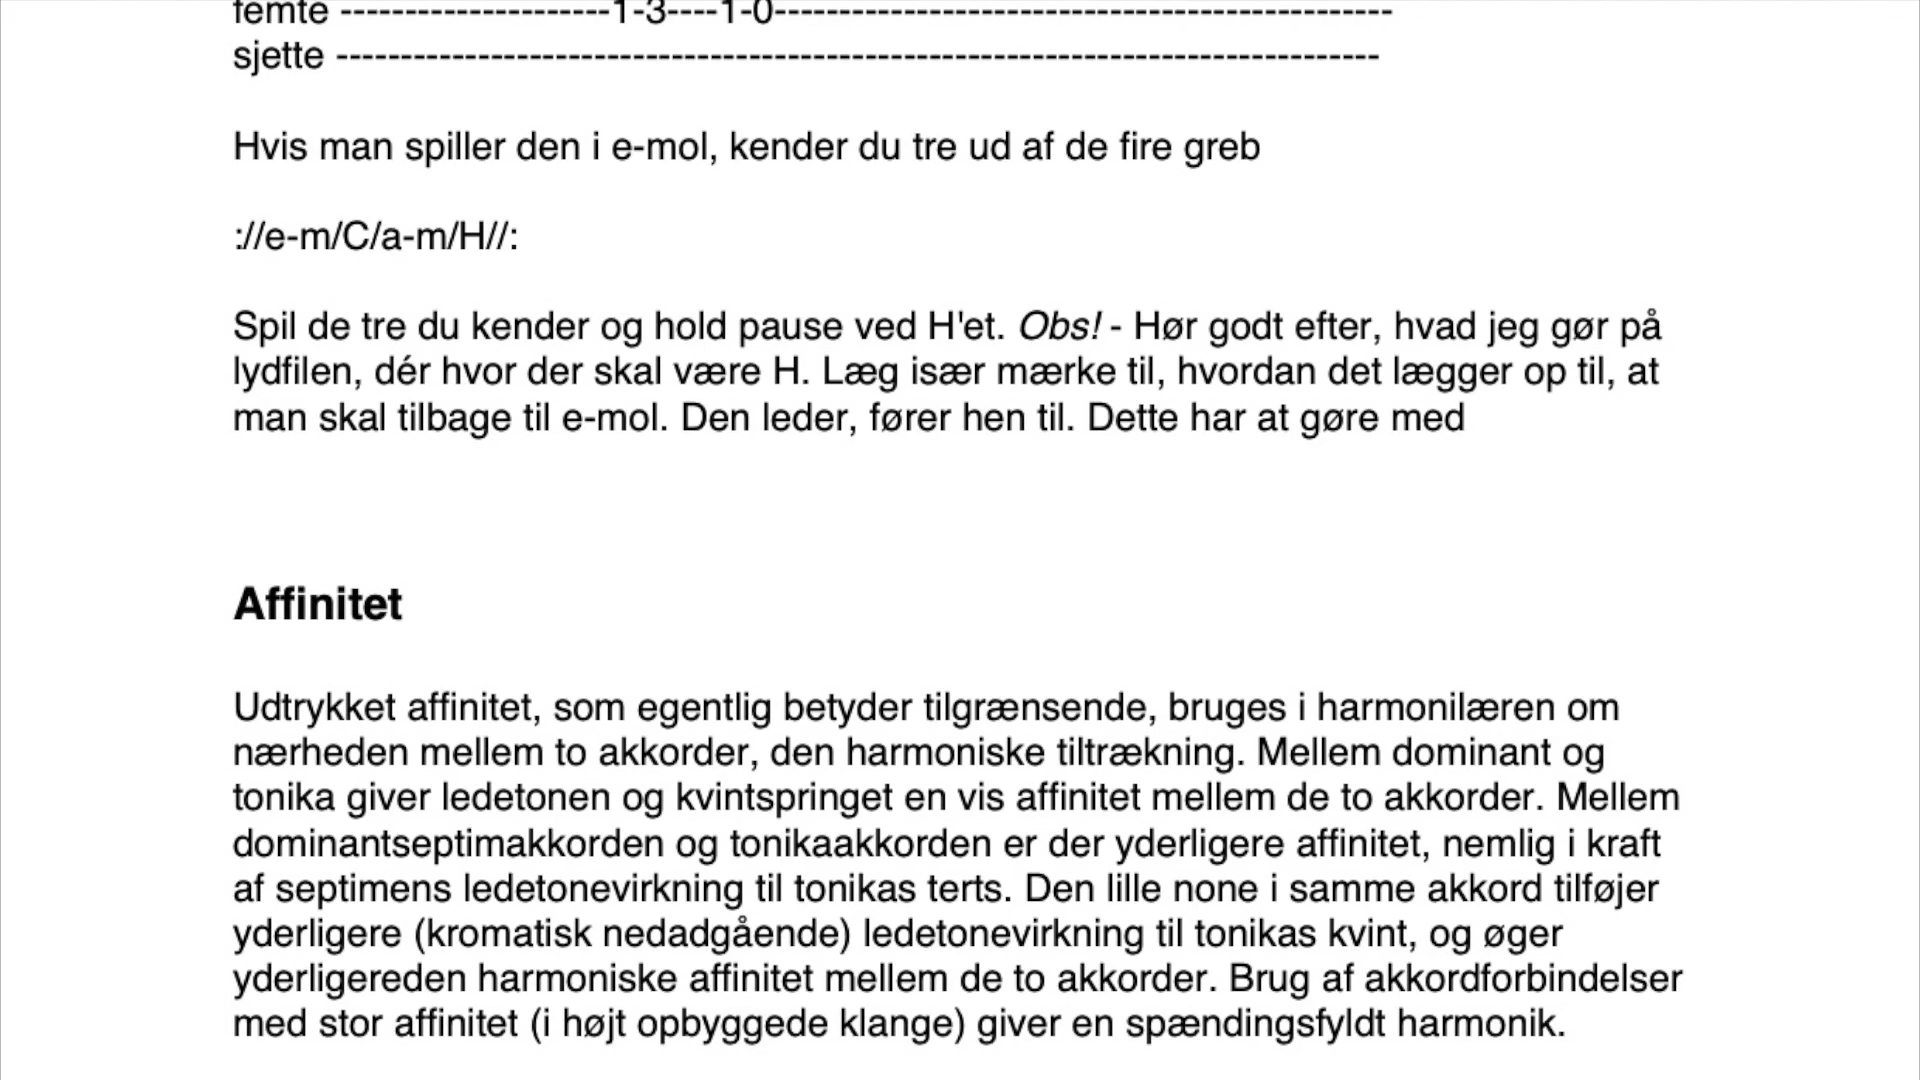 femte ---------------------1-3----1-0------------------------------------------------
sjette ---------------------------------------------------------------------------------
Hvis man spiller den i e-mol, kender du tre ud af de fire greb
://e-m/C/a-m/H//:
Spil de tre du kender og hold pause ved H'et. Obs! - Hør godt efter, hvad jeg gør på
lydfilen, dér hvor der skal være H. Læg især mærke til, hvordan det lægger op til, at
man skal tilbage til e-mol. Den leder, fører hen til. Dette har at gøre med
Affinitet
Udtrykket affinitet, som egentlig betyder tilgrænsende, bruges i harmonilæren om
nærheden mellem to akkorder, den harmoniske tiltrækning. Mellem dominant og
tonika giver ledetonen og kvintspringet en vis affinitet mellem de to akkorder. Mellem
dominantseptimakkorden og tonikaakkorden er der yderligere affinitet, nemlig i kraft
af septimens ledetonevirkning til tonikas terts. Den lille none i samme akkord tilføjer
yderligere (kromatisk nedadgående) ledetonevirkning til tonikas kvint, og øger
yderligereden harmoniske affinitet mellem de to akkorder. Brug af akkordforbindelser
med stor affinitet (i højt opbyggede klange) giver en spændingsfyldt harmonik.